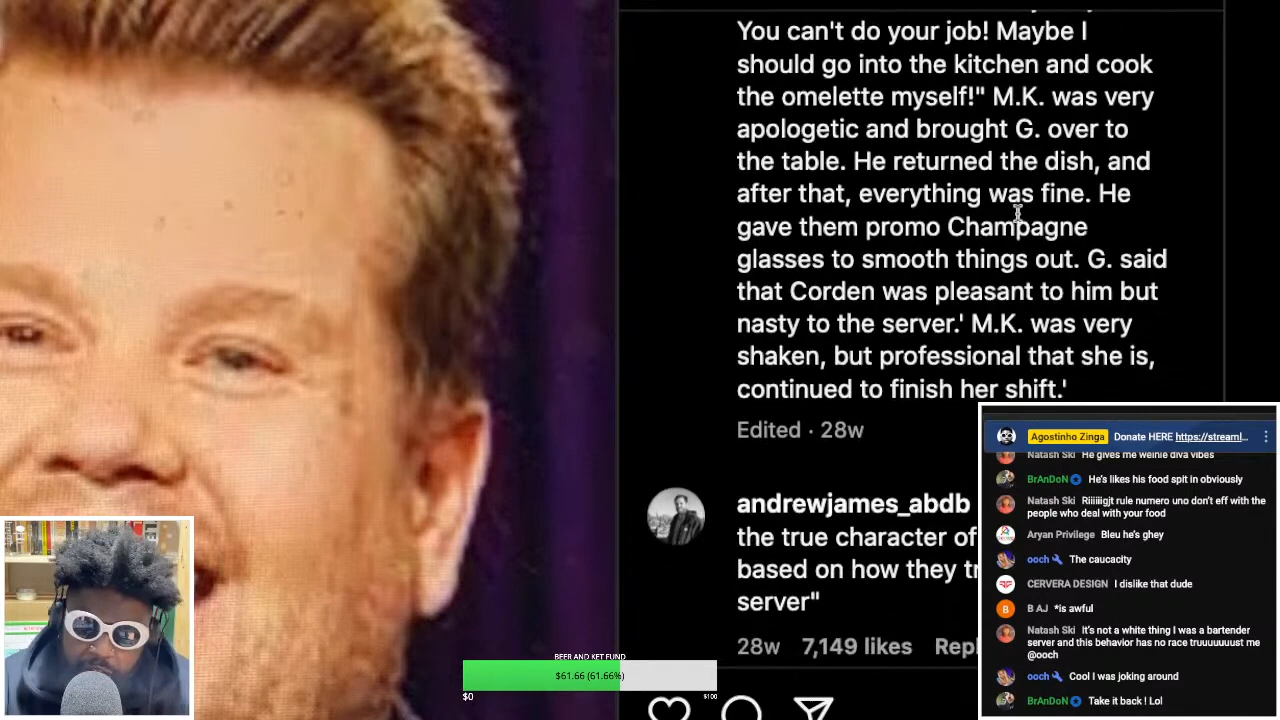 You can't do your job! Maybe I
should go into the kitchen and cook
the omelette myself!" M.K. was very
apologetic and brought G. over to
the table. He returned the dish, and
after that, everything was fine. He
gave them promo Champagne
glasses to smooth things out. G. said
that Corden was pleasant to him but
nasty to the server.' M.K. was very
shaken, but professional that she is,
continued to finish her shift.'
Edited · 28w
andrewjames_abdb
the true character of
based on how they tr
server"
28w 7,149 likes Repl
Agostinho Zinga Donate HERE https://streaml...
Natash Ski He gives me weinie diva vibes
BrAnDoN He's likes his food spit in obviously
Natash Ski Riiiiiigjt rule numero uno don't eff with the
people who deal with your food
Aryan Privilege Bleu he's ghey
ooch The caucacity
CERVERA DESIGN I dislike that dude
B AJ *is awful
Natash Ski It's not a white thing I was a bartender
server and this behavior has no race truuuuuust me
@ooch
ooch Cool I was joking around
BrAnDoN Take it back ! Lol
BEER AND KET FUND
$61.66 (61.66%)
$0 $100